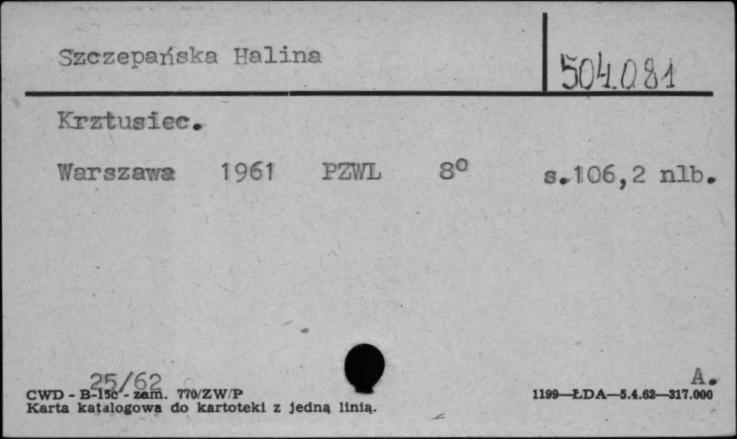 Szczepańska Halina
504.081
Krztusiec.
Warszawa 1961 PZWL 8° s.106,2 nlb.
25/62 A.
CWD - B-15c - zam. 770/ZW/P 1199—ŁDA—5.4.62—317.000
Karta katalogowa do kartoteki z jedną linią.